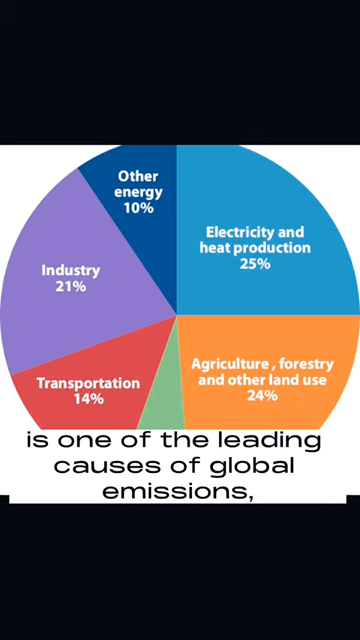 Other
energy
10%
Electricity and
heat production
25%
Industry
21%
Agriculture, forestry
and other land use
24%
Transportation
14%
is one of the leading
causes of global
emissions,